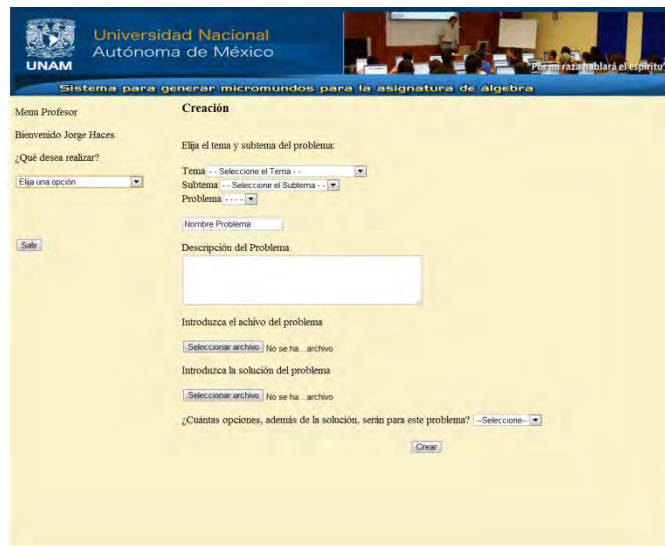 UNAM
Universidad Nacional
Autónoma de México
"Por mi raza hablará el espíritu"
Sistema para generar micromundos para la asignatura de álgebra
Menu Profesor
Bienvenido Jorge Haces
¿Qué desea realizar?
Elija una opción
Salir
Creación
Elija el tema y subtema del problema:
Tema - - Seleccione el Tema - -
Subtema - - Seleccione el Subtema - -
Problema - - - -
Nombre Problema
Descripción del Problema
Introduzca el achivo del problema
Seleccionar archivo No se ha...archivo
Introduzca la solución del problema
Seleccionar archivo No se ha...archivo
¿Cuántas opciones, además de la solución, serán para este problema? --Seleccione--
Crear